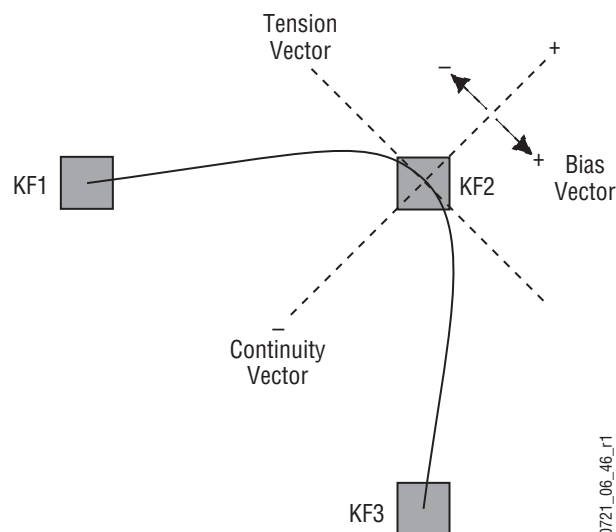 Tension
Vector
+
–
KF1
KF2
+
Bias
Vector
–
Continuity
Vector
KF3
0721_06_46_r1